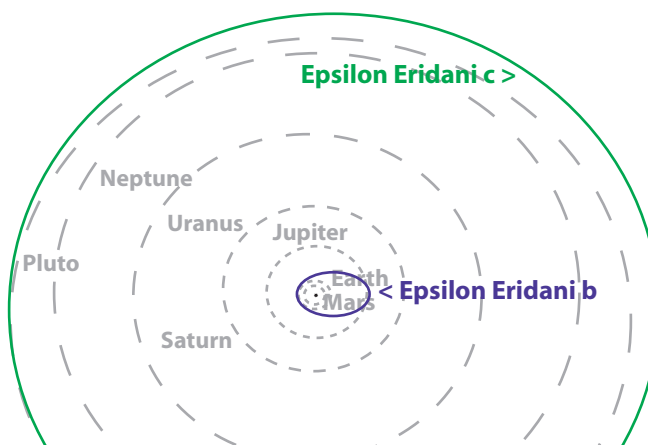 Epsilon Eridani c >
Neptune
Uranus
Jupiter
Pluto
Earth
< Epsilon Eridani b
Mars
Saturn